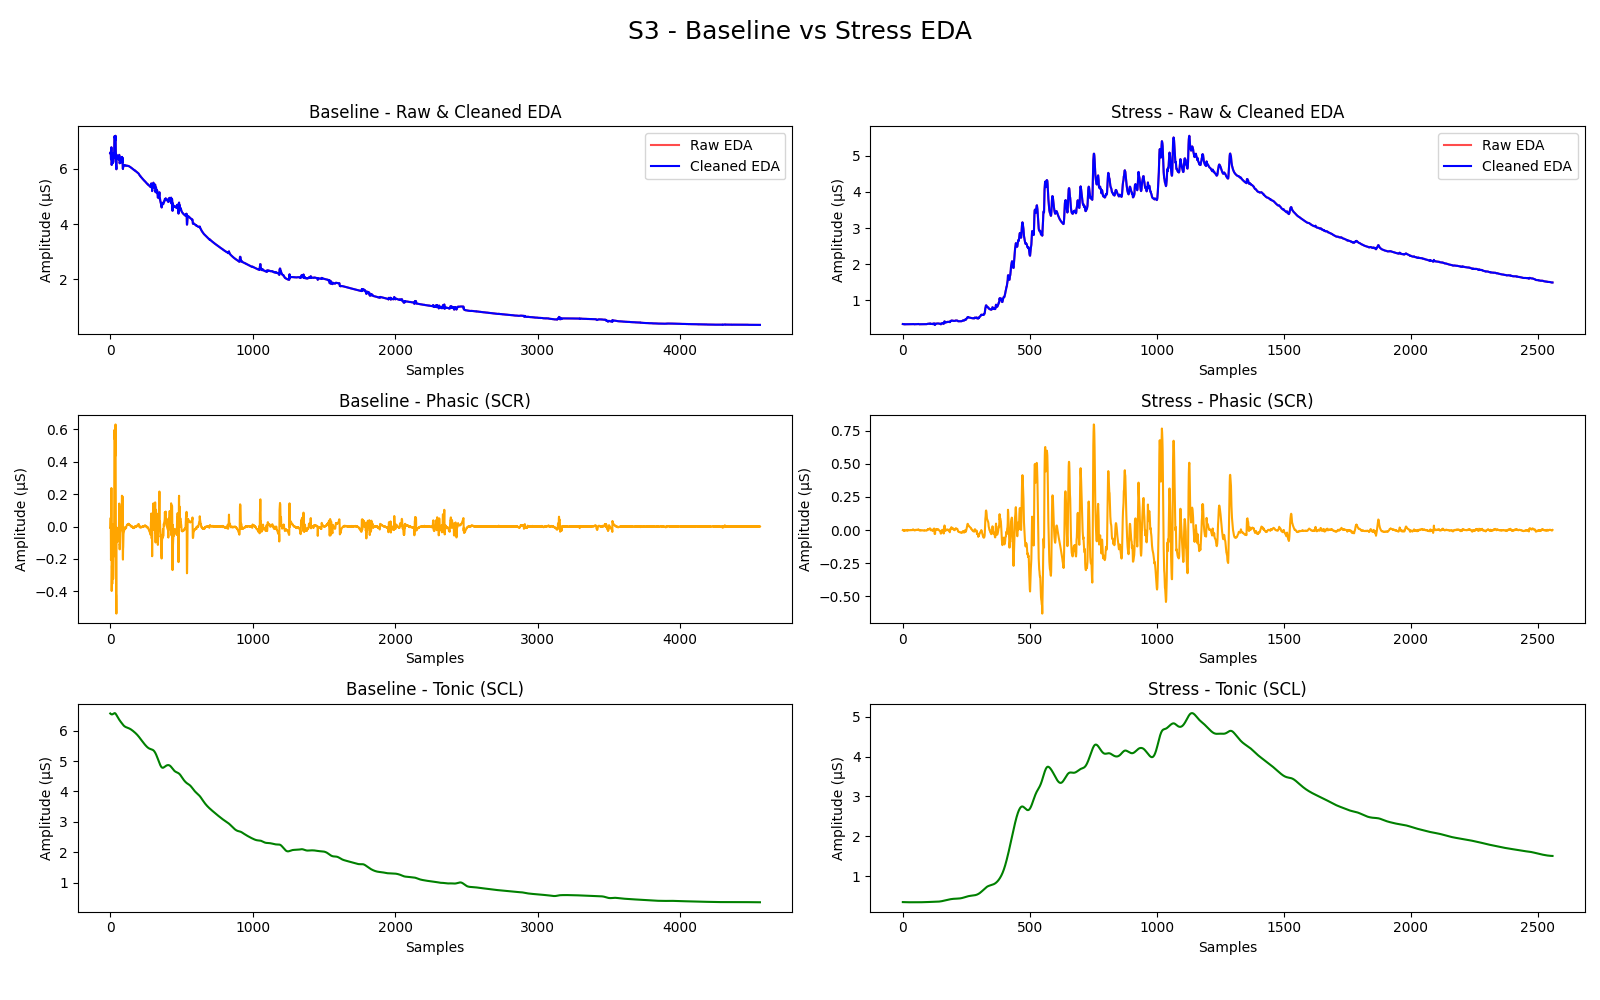 S3 - Baseline vs Stress EDA
Baseline - Raw & Cleaned EDA
Amplitude (µS)
6
4
2
Raw EDA
Cleaned EDA
0
1000
2000
3000
4000
Samples
Stress - Raw & Cleaned EDA
Amplitude (µS)
5
4
3
2
1
Raw EDA
Cleaned EDA
0
500
1000
1500
2000
2500
Samples
Baseline - Phasic (SCR)
Amplitude (µS)
0.6
0.4
0.2
0.0
−0.2
−0.4
0
1000
2000
3000
4000
Samples
Stress - Phasic (SCR)
Amplitude (µS)
0.75
0.50
0.25
0.00
−0.25
−0.50
0
500
1000
1500
2000
2500
Samples
Baseline - Tonic (SCL)
Amplitude (µS)
6
5
4
3
2
1
0
1000
2000
3000
4000
Samples
Stress - Tonic (SCL)
Amplitude (µS)
5
4
3
2
1
0
500
1000
1500
2000
2500
Samples